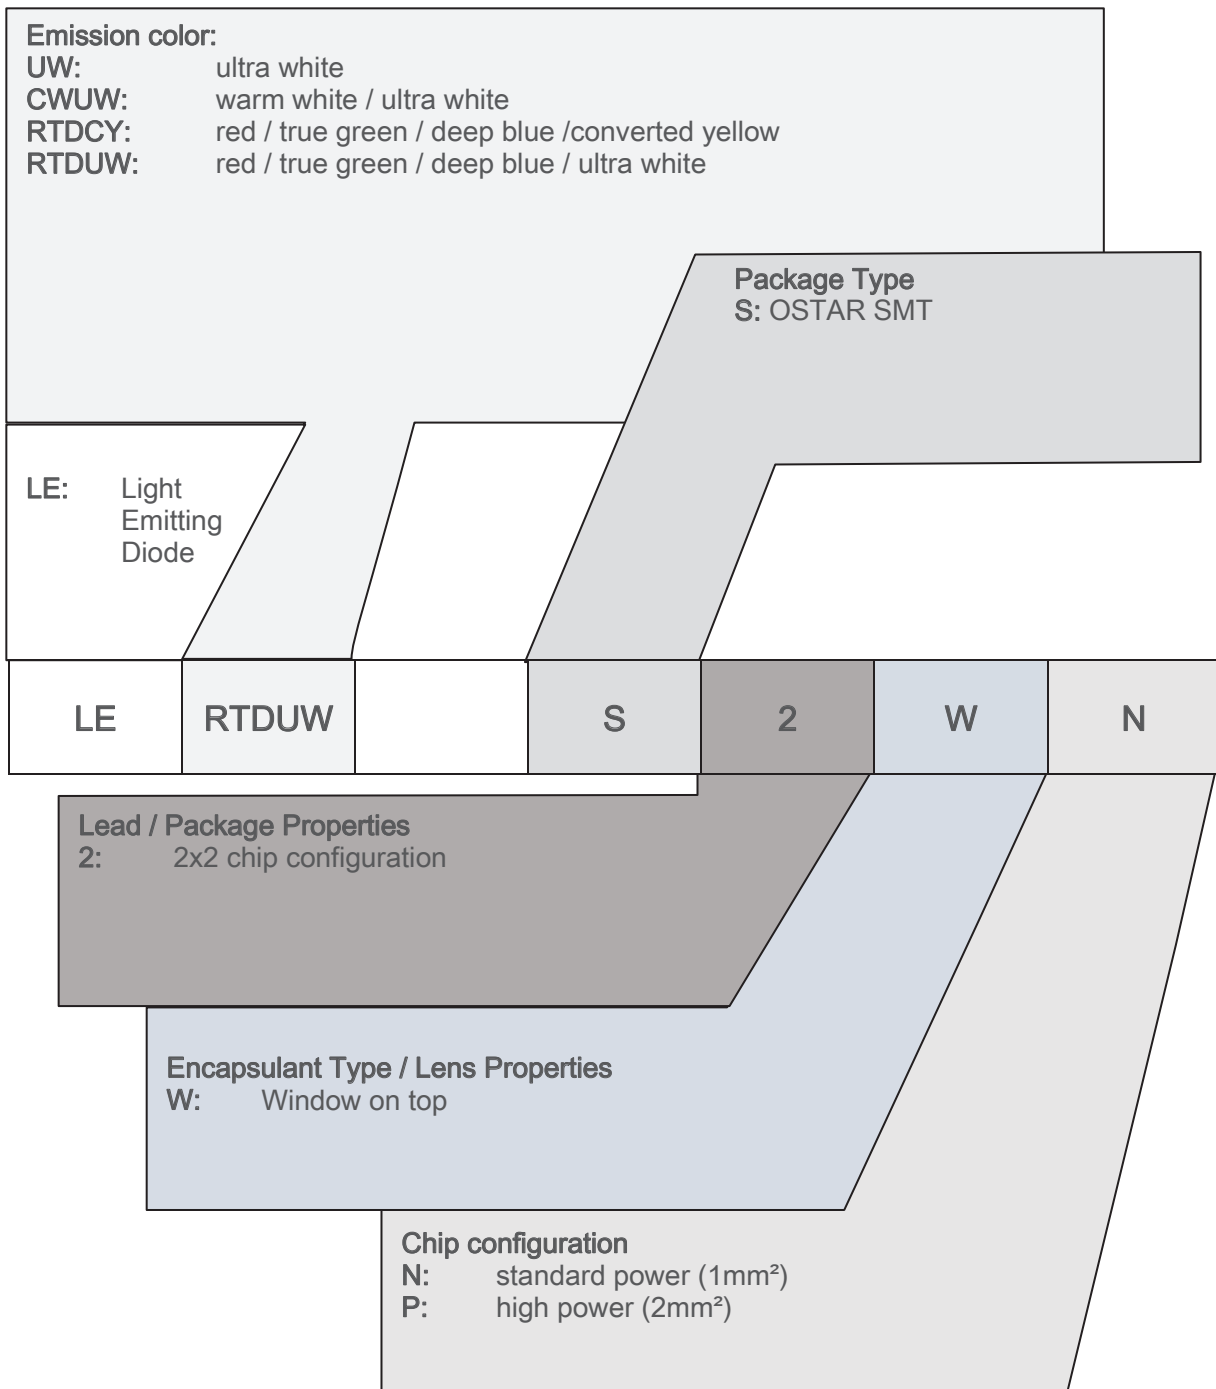 Emission color:
UW: ultra white
CWUW: warm white / ultra white
RTDCY: red / true green / deep blue /converted yellow
RTDUW: red / true green / deep blue / ultra white
Package Type
S: OSTAR SMT
LE: Light
Emitting
Diode
LE RTDUW S 2 W N
Lead / Package Properties
2: 2x2 chip configuration
Encapsulant Type / Lens Properties
W: Window on top
Chip configuration
N: standard power (1mm²)
P: high power (2mm²)